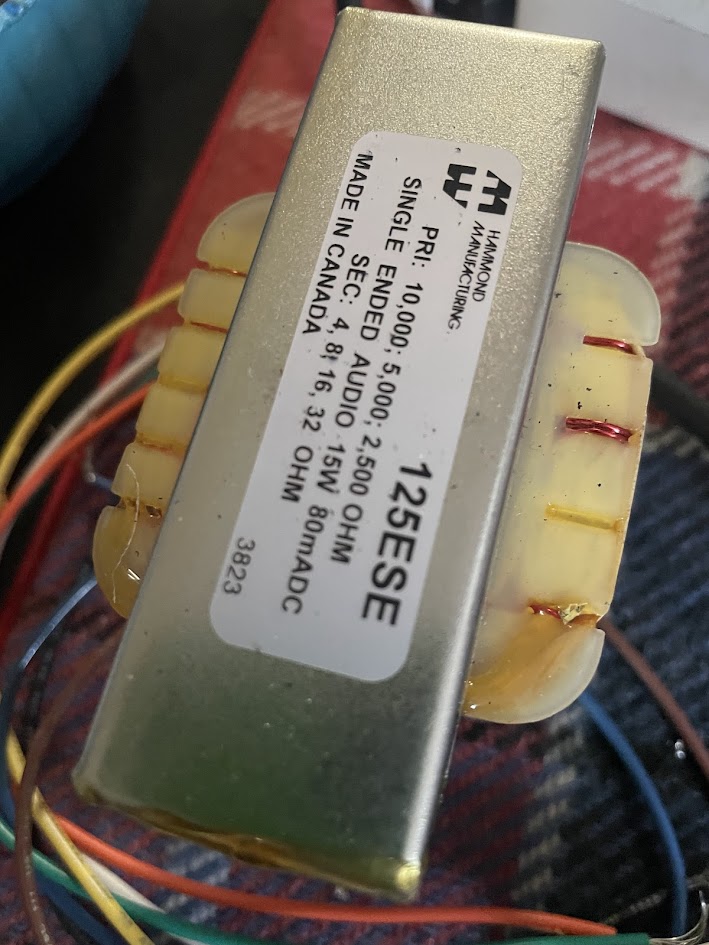 HAMMOND
MANUFACTURING
125ESE
PRI: 10,000; 5,000; 2,500 OHM
SINGLE ENDED AUDIO 15W 80mADC
SEC: 4, 8, 16, 32 OHM
MADE IN CANADA
3823